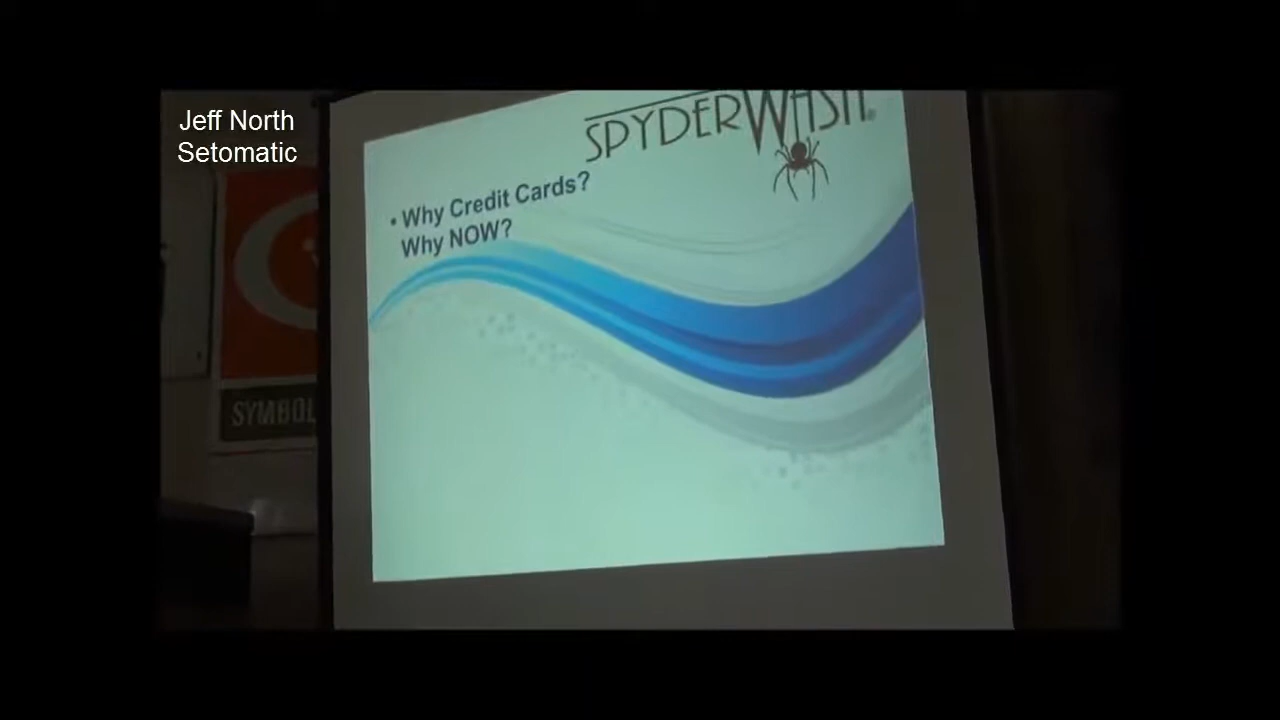 Jeff North
Setomatic
SPYDERWASH®
• Why Credit Cards?
Why NOW?
SYMBOL